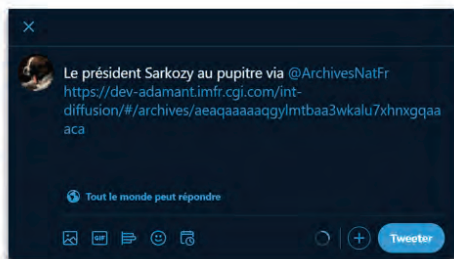 Le président Sarkozy au pupitre via @ArchivesNatFr
https://dev-adamant.imfr.cgi.com/int-
diffusion/#/archives/aeaqaaaaaqgylmtbaa3wkalu7xhnxgqaa
aca
Tout le monde peut répondre
GIF
Tweeter